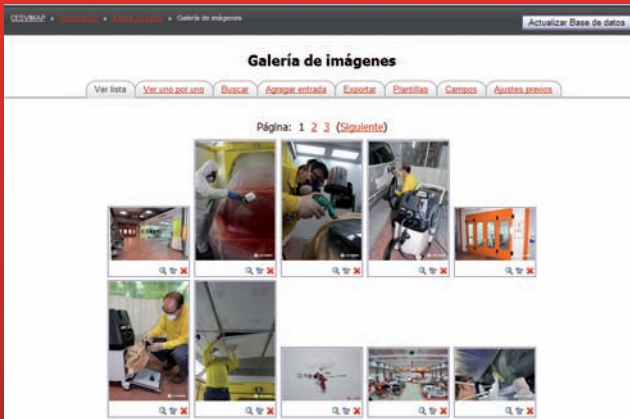 CESVIMAP » » » Galería de imágenes
Actualizar Base de datos
Galería de imágenes
Ver lista Ver uno por uno Buscar Agregar entrada Exportar Plantillas Campos Ajustes previos
Página: 1 2 3 (Siguiente)